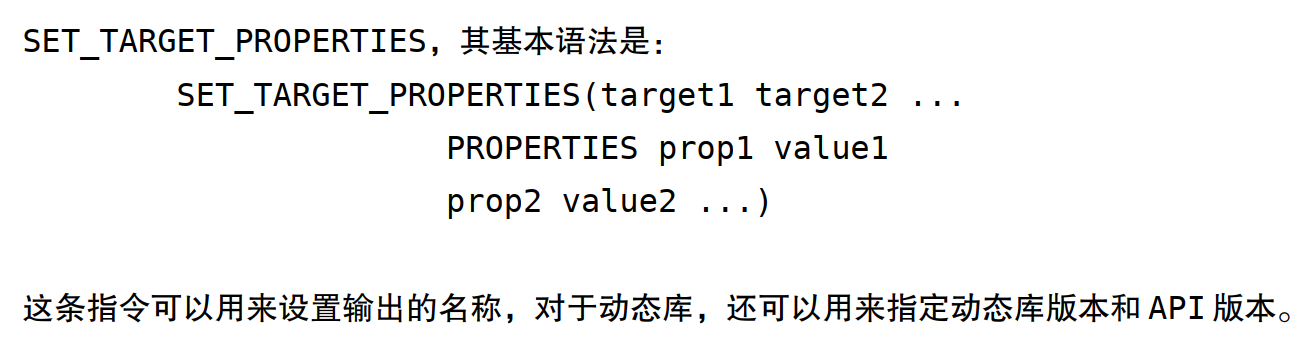 SET_TARGET_PROPERTIES，其基本语法是：
SET_TARGET_PROPERTIES(target1 target2 ...
PROPERTIES prop1 value1
prop2 value2 ...)
这条指令可以用来设置输出的名称，对于动态库，还可以用来指定动态库版本和 API 版本。